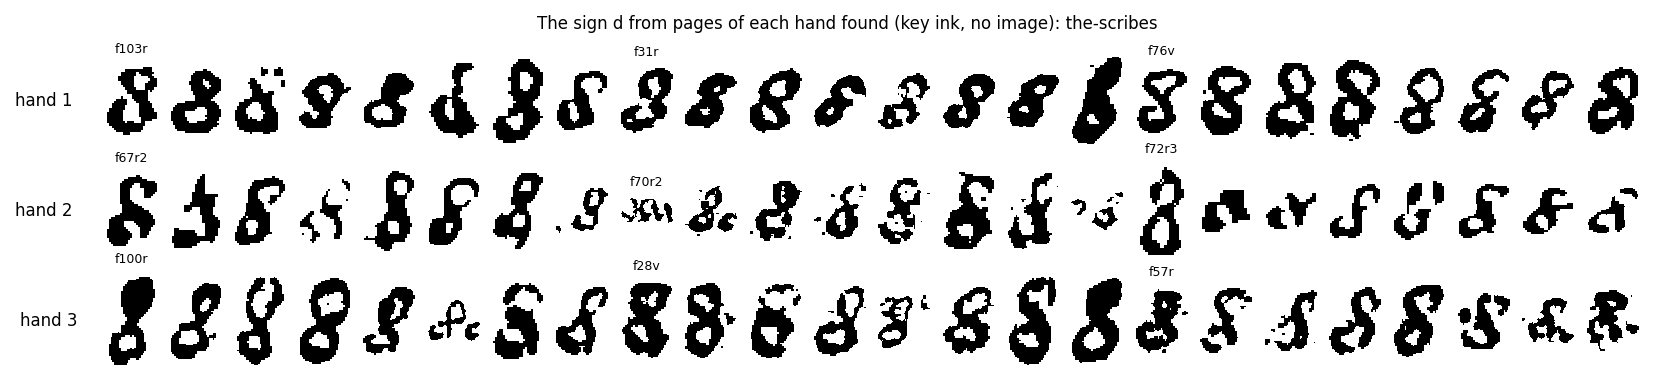 The sign d from pages of each hand found (key ink, no image): the-scribes
f103r f31r f76v
hand 1
f67r2 f70r2 f72r3
hand 2
f100r f28v f57r
hand 3